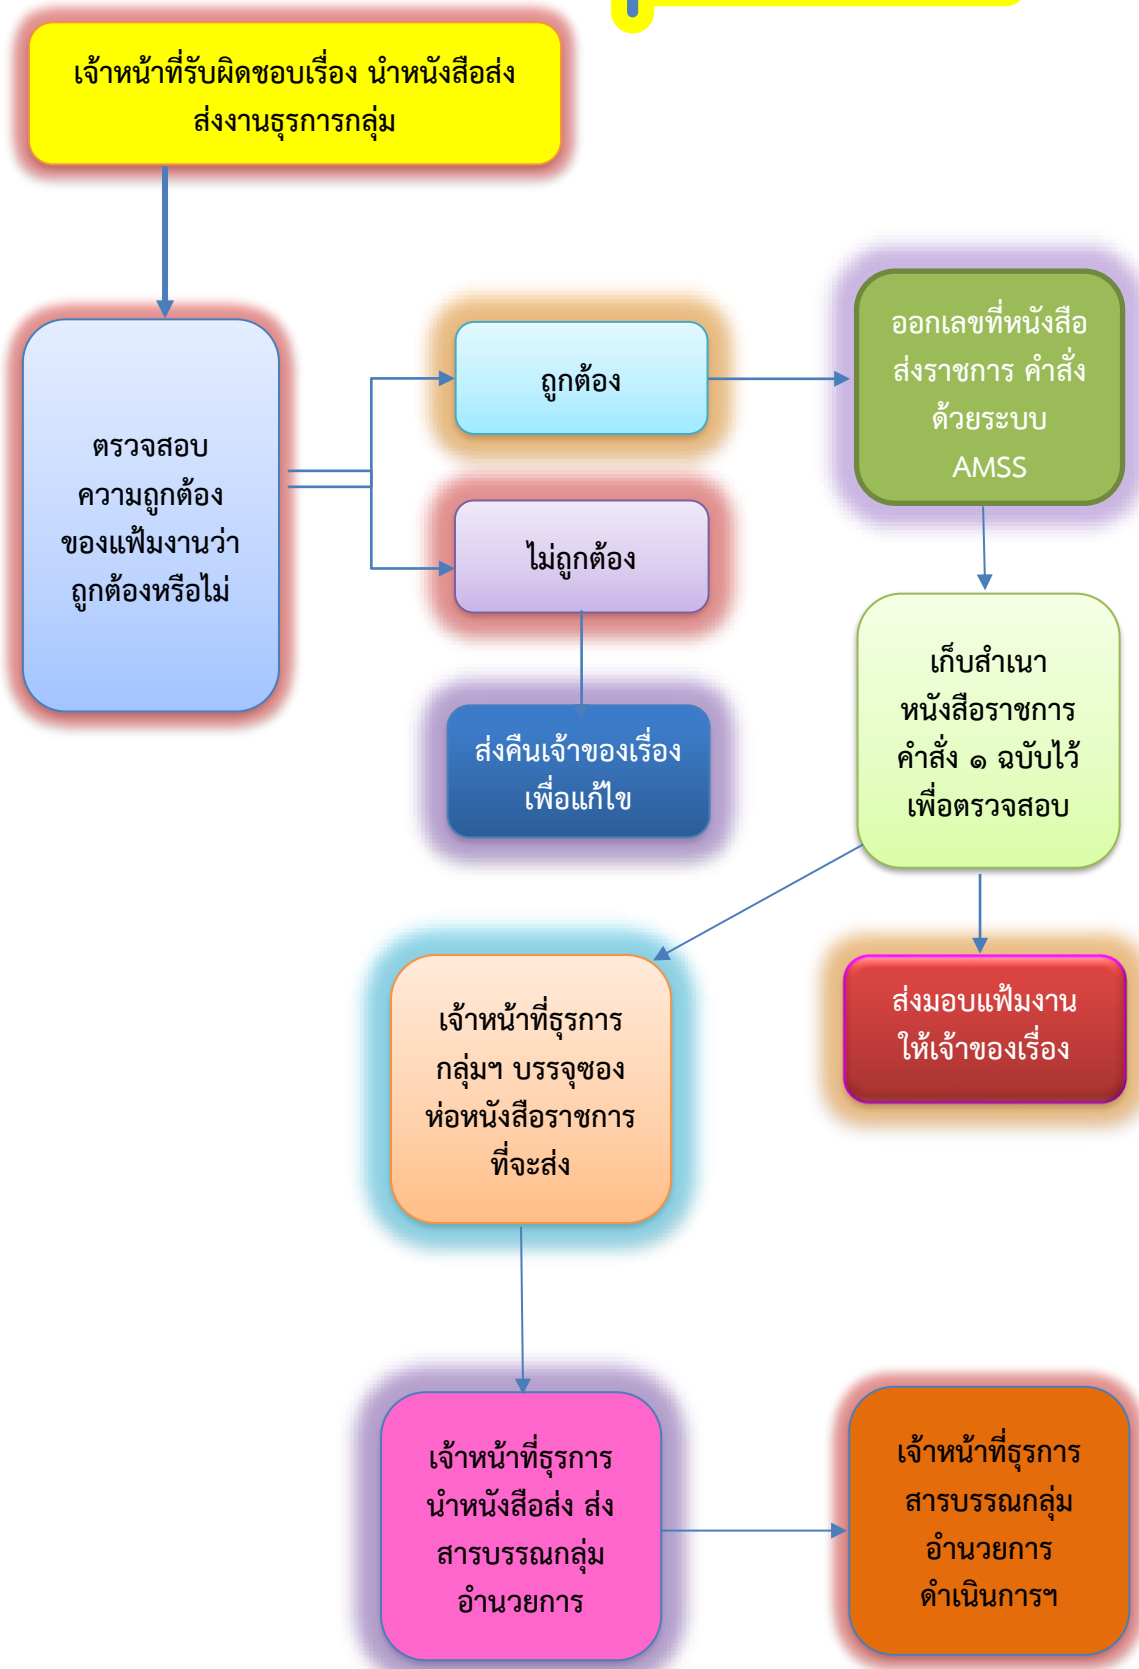 เจ้าหน้าที่รับผิดชอบเรื่อง นำหนังสือส่ง
ส่งงานธุรการกลุ่ม
ตรวจสอบ
ความถูกต้อง
ของแฟ้มงานว่า
ถูกต้องหรือไม่
ถูกต้อง
ไม่ถูกต้อง
ส่งคืนเจ้าของเรื่อง
เพื่อแก้ไข
ออกเลขที่หนังสือ
ส่งราชการ คำสั่ง
ด้วยระบบ
AMSS
เก็บสำเนา
หนังสือราชการ
คำสั่ง ๑ ฉบับไว้
เพื่อตรวจสอบ
ส่งมอบแฟ้มงาน
ให้เจ้าของเรื่อง
เจ้าหน้าที่ธุรการ
กลุ่มฯ บรรจุซอง
ห่อหนังสือราชการ
ที่จะส่ง
เจ้าหน้าที่ธุรการ
นำหนังสือส่ง ส่ง
สารบรรณกลุ่ม
อำนวยการ
เจ้าหน้าที่ธุรการ
สารบรรณกลุ่ม
อำนวยการ
ดำเนินการฯ